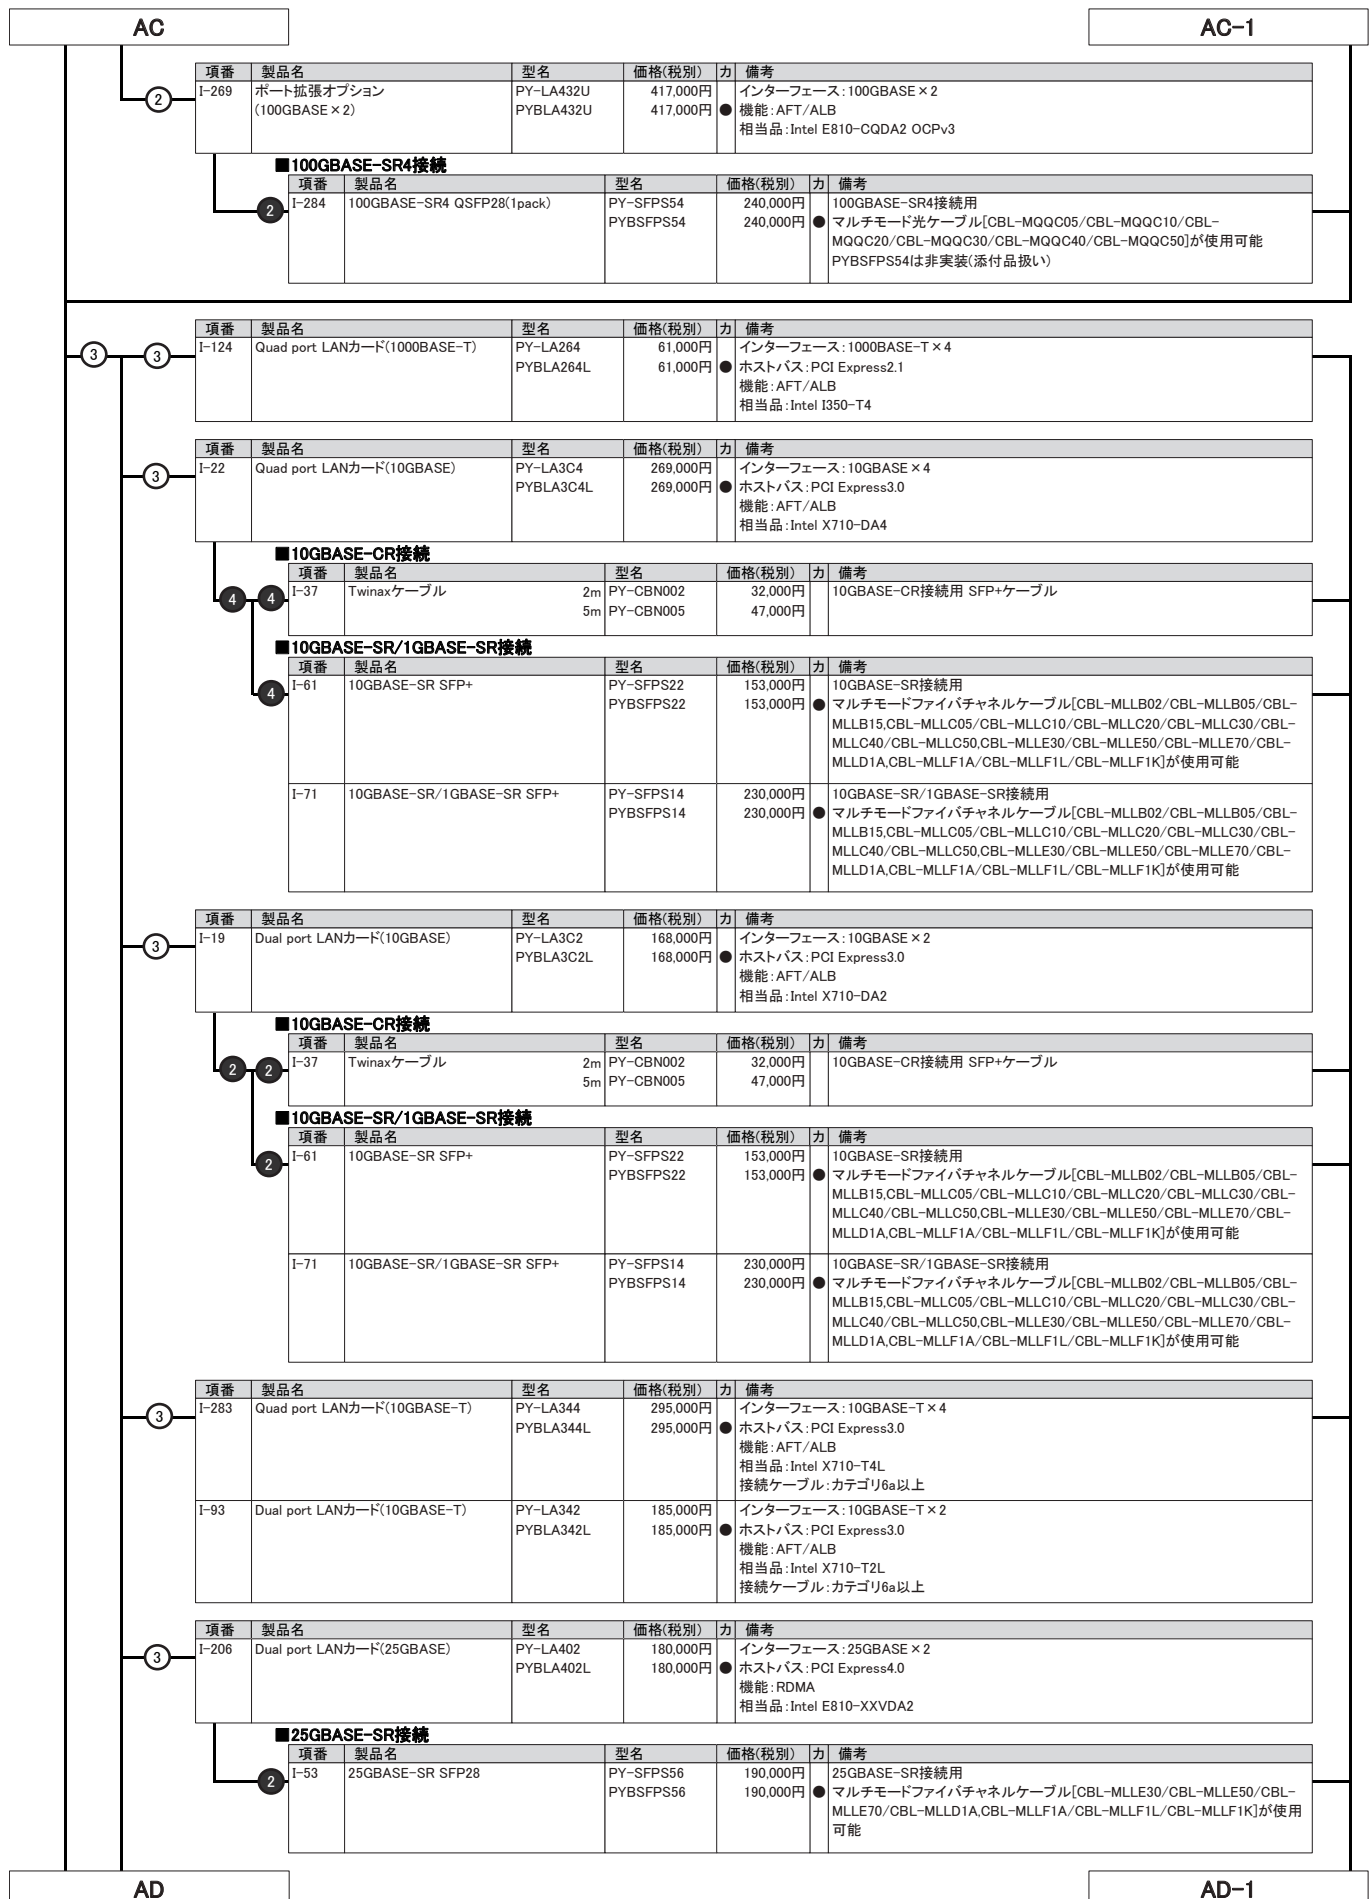 AC
AC-1
項番 製品名 型名 価格(税別) カ 備考
2
I-269 ポート拡張オプション PY-LA432U 417,000円 インターフェース:100GBASE×2
(100GBASE×2) PYBLA432U 417,000円 ● 機能:AFT/ALB
相当品:Intel E810-CQDA2 OCPv3
■100GBASE-SR4接続
項番 製品名 型名 価格(税別) カ 備考
2
I-284 100GBASE-SR4 QSFP28(1pack) PY-SFPS54 240,000円 100GBASE-SR4接続用
PYBSFPS54 240,000円 ● マルチモード光ケーブル[CBL-MQQC05/CBL-MQQC10/CBL-
MQQC20/CBL-MQQC30/CBL-MQQC40/CBL-MQQC50]が使用可能
PYBSFPS54は非実装(添付品扱い)
項番 製品名 型名 価格(税別) カ 備考
3 3
I-124 Quad port LANカード(1000BASE-T) PY-LA264 61,000円 インターフェース:1000BASE-T×4
PYBLA264L 61,000円 ● ホストバス:PCI Express2.1
機能:AFT/ALB
相当品:Intel I350-T4
項番 製品名 型名 価格(税別) カ 備考
3
I-22 Quad port LANカード(10GBASE) PY-LA3C4 269,000円 インターフェース:10GBASE×4
PYBLA3C4L 269,000円 ● ホストバス:PCI Express3.0
機能:AFT/ALB
相当品:Intel X710-DA4
■10GBASE-CR接続
項番 製品名 型名 価格(税別) カ 備考
4 4
I-37 Twinaxケーブル 2m PY-CBN002 32,000円 10GBASE-CR接続用 SFP+ケーブル
5m PY-CBN005 47,000円
■10GBASE-SR/1GBASE-SR接続
項番 製品名 型名 価格(税別) カ 備考
4
I-61 10GBASE-SR SFP+ PY-SFPS22 153,000円 10GBASE-SR接続用
PYBSFPS22 153,000円 ● マルチモードファイバチャネルケーブル[CBL-MLLB02/CBL-MLLB05/CBL-
MLLB15,CBL-MLLC05/CBL-MLLC10/CBL-MLLC20/CBL-MLLC30/CBL-
MLLC40/CBL-MLLC50,CBL-MLLE30/CBL-MLLE50/CBL-MLLE70/CBL-
MLLD1A,CBL-MLLF1A/CBL-MLLF1L/CBL-MLLF1K]が使用可能
I-71 10GBASE-SR/1GBASE-SR SFP+ PY-SFPS14 230,000円 10GBASE-SR/1GBASE-SR接続用
PYBSFPS14 230,000円 ● マルチモードファイバチャネルケーブル[CBL-MLLB02/CBL-MLLB05/CBL-
MLLB15,CBL-MLLC05/CBL-MLLC10/CBL-MLLC20/CBL-MLLC30/CBL-
MLLC40/CBL-MLLC50,CBL-MLLE30/CBL-MLLE50/CBL-MLLE70/CBL-
MLLD1A,CBL-MLLF1A/CBL-MLLF1L/CBL-MLLF1K]が使用可能
項番 製品名 型名 価格(税別) カ 備考
3
I-19 Dual port LANカード(10GBASE) PY-LA3C2 168,000円 インターフェース:10GBASE×2
PYBLA3C2L 168,000円 ● ホストバス:PCI Express3.0
機能:AFT/ALB
相当品:Intel X710-DA2
■10GBASE-CR接続
項番 製品名 型名 価格(税別) カ 備考
2 2
I-37 Twinaxケーブル 2m PY-CBN002 32,000円 10GBASE-CR接続用 SFP+ケーブル
5m PY-CBN005 47,000円
■10GBASE-SR/1GBASE-SR接続
項番 製品名 型名 価格(税別) カ 備考
2
I-61 10GBASE-SR SFP+ PY-SFPS22 153,000円 10GBASE-SR接続用
PYBSFPS22 153,000円 ● マルチモードファイバチャネルケーブル[CBL-MLLB02/CBL-MLLB05/CBL-
MLLB15,CBL-MLLC05/CBL-MLLC10/CBL-MLLC20/CBL-MLLC30/CBL-
MLLC40/CBL-MLLC50,CBL-MLLE30/CBL-MLLE50/CBL-MLLE70/CBL-
MLLD1A,CBL-MLLF1A/CBL-MLLF1L/CBL-MLLF1K]が使用可能
I-71 10GBASE-SR/1GBASE-SR SFP+ PY-SFPS14 230,000円 10GBASE-SR/1GBASE-SR接続用
PYBSFPS14 230,000円 ● マルチモードファイバチャネルケーブル[CBL-MLLB02/CBL-MLLB05/CBL-
MLLB15,CBL-MLLC05/CBL-MLLC10/CBL-MLLC20/CBL-MLLC30/CBL-
MLLC40/CBL-MLLC50,CBL-MLLE30/CBL-MLLE50/CBL-MLLE70/CBL-
MLLD1A,CBL-MLLF1A/CBL-MLLF1L/CBL-MLLF1K]が使用可能
項番 製品名 型名 価格(税別) カ 備考
3
I-283 Quad port LANカード(10GBASE-T) PY-LA344 295,000円 インターフェース:10GBASE-T×4
PYBLA344L 295,000円 ● ホストバス:PCI Express3.0
機能:AFT/ALB
相当品:Intel X710-T4L
接続ケーブル:カテゴリ6a以上
I-93 Dual port LANカード(10GBASE-T) PY-LA342 185,000円 インターフェース:10GBASE-T×2
PYBLA342L 185,000円 ● ホストバス:PCI Express3.0
機能:AFT/ALB
相当品:Intel X710-T2L
接続ケーブル:カテゴリ6a以上
項番 製品名 型名 価格(税別) カ 備考
3
I-206 Dual port LANカード(25GBASE) PY-LA402 180,000円 インターフェース:25GBASE×2
PYBLA402L 180,000円 ● ホストバス:PCI Express4.0
機能:RDMA
相当品:Intel E810-XXVDA2
■25GBASE-SR接続
項番 製品名 型名 価格(税別) カ 備考
2
I-53 25GBASE-SR SFP28 PY-SFPS56 190,000円 25GBASE-SR接続用
PYBSFPS56 190,000円 ● マルチモードファイバチャネルケーブル[CBL-MLLE30/CBL-MLLE50/CBL-
MLLE70/CBL-MLLD1A,CBL-MLLF1A/CBL-MLLF1L/CBL-MLLF1K]が使用
可能
AD
AD-1